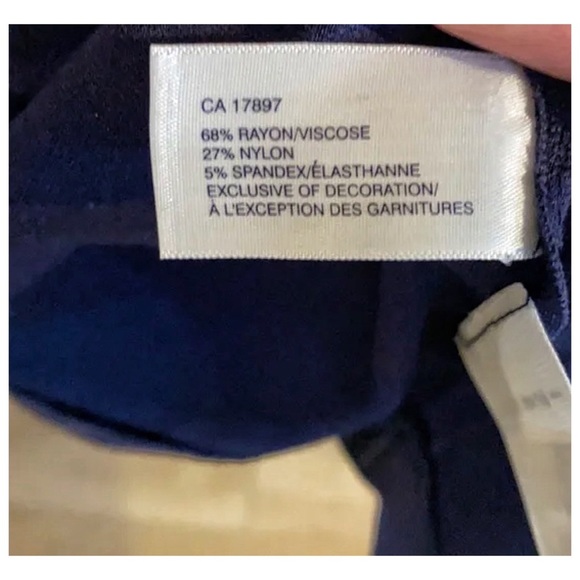 CA 17897
68% RAYON/VISCOSE
27% NYLON
5% SPANDEX/ÉLASTHANNE
EXCLUSIVE OF DECORATION/
À L'EXCEPTION DES GARNITURES